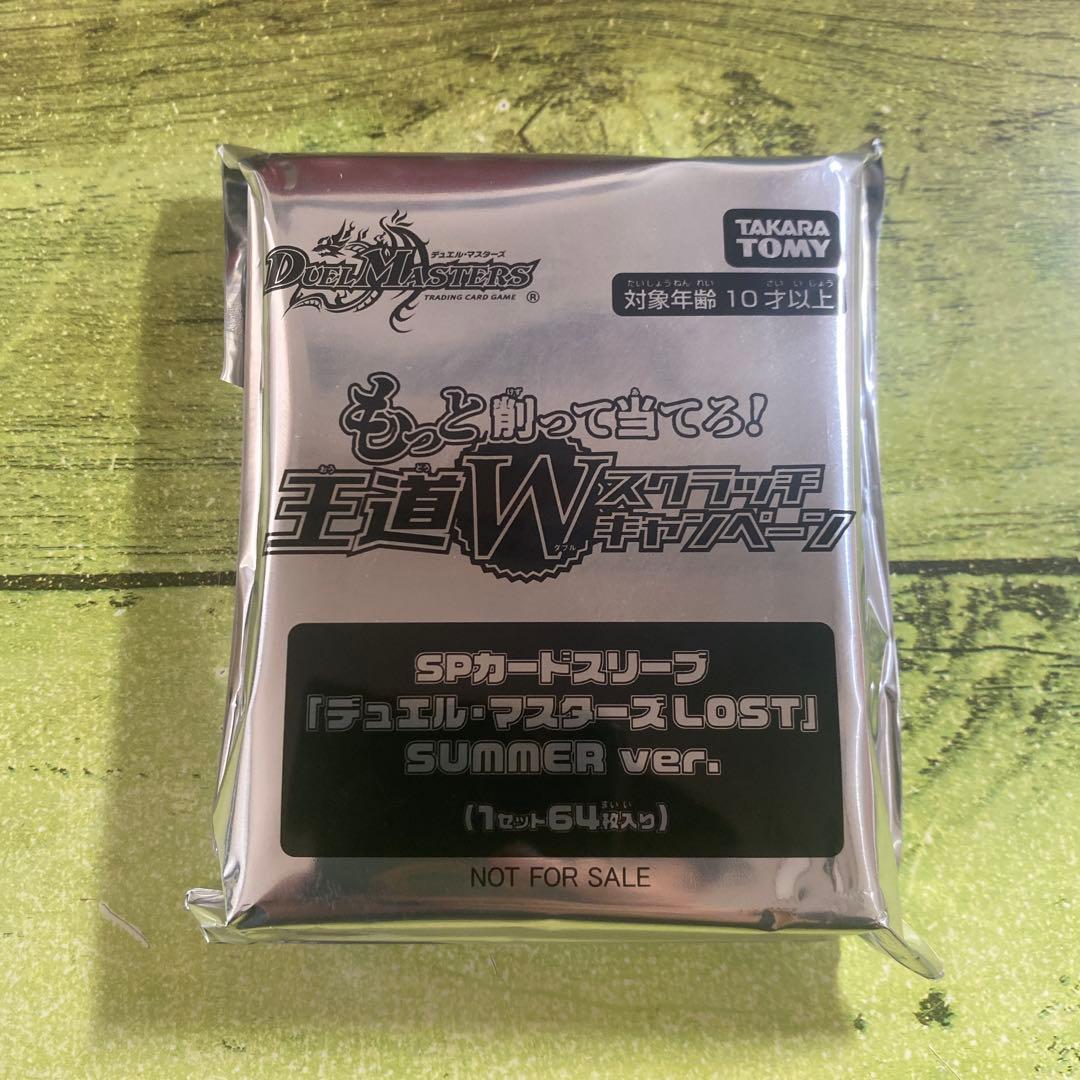 デュエル・マスターズ
DUEL MASTERS
TRADING CARD GAME ®
TAKARA
TOMY
たいしょうねんれい さいいじょう
対象年齢 10 才以上
もっと削って当てろ!
けず あ
おう どう
王道W スクラッチ
キャンペーン
ダブル
SPカードスリーブ
「デュエル・マスターズ LOST」
SUMMER ver.
まい い
(1セット64枚入り)
NOT FOR SALE